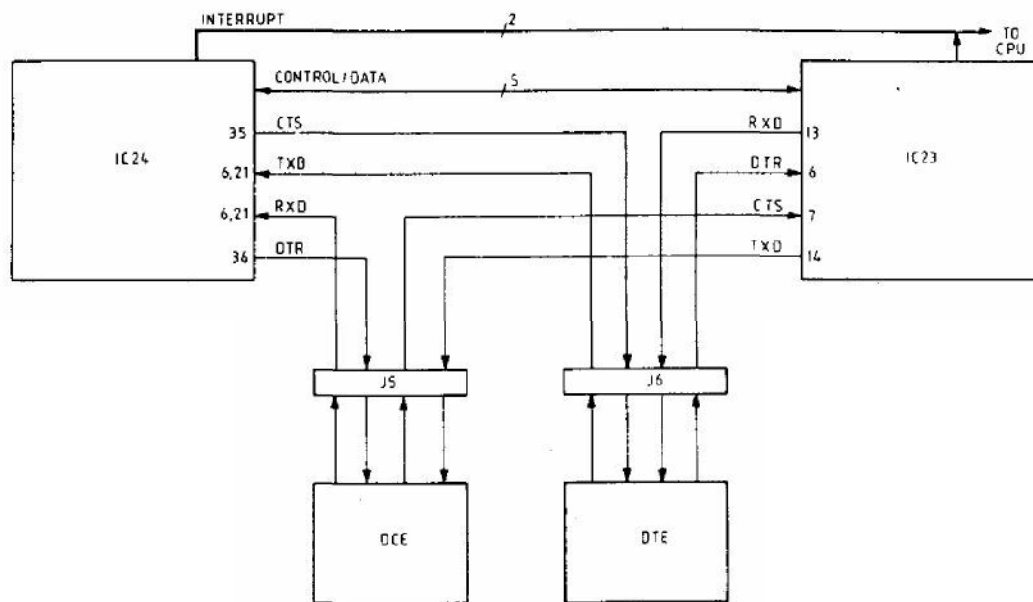 INTERRUPT
2
TO
CPU
CONTROL/DATA
5
CTS
RXD
35
13
IC24
TXD
DTR
IC23
6,21
6
RXD
CTS
6,21
7
DTR
TXD
36
14
J5
J6
DCE
DTE